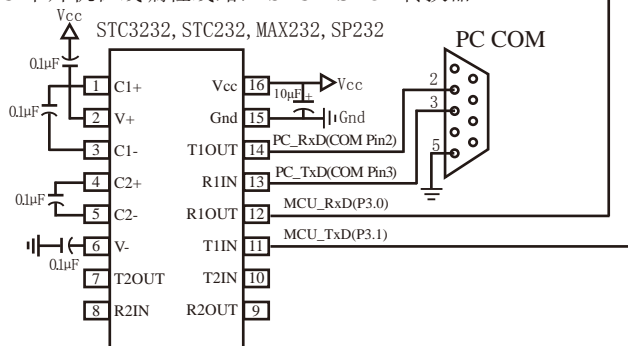 STC3232, STC232, MAX232, SP232
PC COM
Vcc
0.1μF
0.1μF
0.1μF
0.1μF
1 C1+
2 V+
3 C1-
4 C2+
5 C2-
6 V-
7 T2OUT
8 R2IN
Vcc 16
Gnd 15
T1OUT 14
R1IN 13
R1OUT 12
T1IN 11
T2IN 10
R2OUT 9
Vcc
10μF +
Gnd
PC_RxD(COM Pin2)
PC_TxD(COM Pin3)
MCU_RxD(P3.0)
MCU_TxD(P3.1)
2
3
5